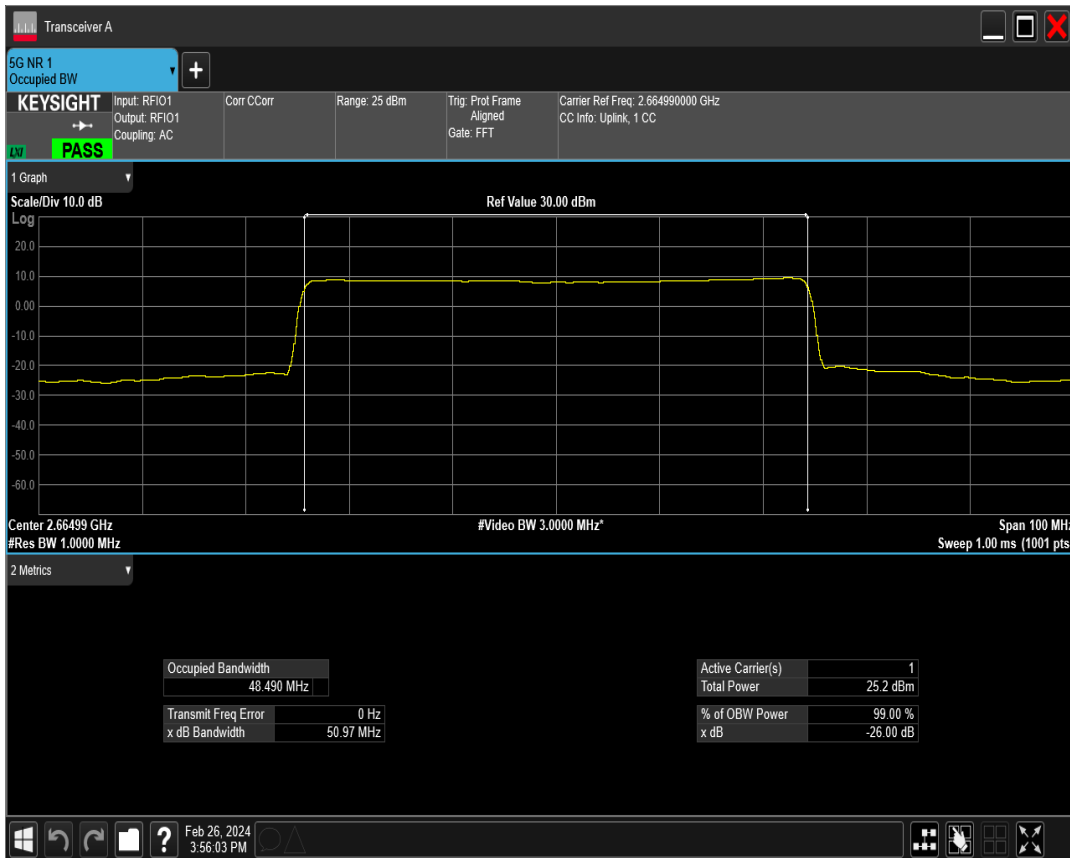 Transceiver A
5G NR 1
Occupied BW
KEYSIGHT
LXI
PASS
Input: RFIO1
Output: RFIO1
Coupling: AC
Corr CCorr
Range: 25 dBm
Trig: Prot Frame
Aligned
Gate: FFT
Carrier Ref Freq: 2.664990000 GHz
CC Info: Uplink, 1 CC
1 Graph
Scale/Div 10.0 dB
Ref Value 30.00 dBm
Log
20.0
10.0
0.00
-10.0
-20.0
-30.0
-40.0
-50.0
-60.0
Center 2.66499 GHz
#Video BW 3.0000 MHz*
Span 100 MHz
#Res BW 1.0000 MHz
Sweep 1.00 ms (1001 pts
2 Metrics
Occupied Bandwidth
48.490 MHz
Transmit Freq Error 0 Hz
x dB Bandwidth 50.97 MHz
Active Carrier(s) 1
Total Power 25.2 dBm
% of OBW Power 99.00 %
x dB -26.00 dB
Feb 26, 2024
3:56:03 PM